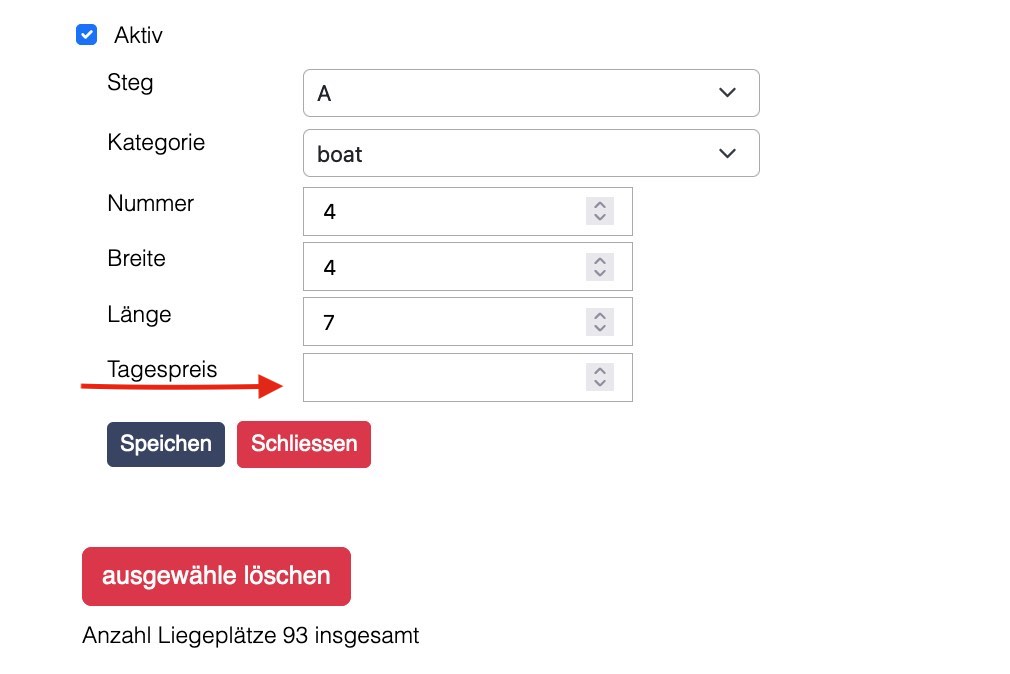 Aktiv
Steg A
Kategorie boat
Nummer 4
Breite 4
Länge 7
Tagespreis
Speichen Schliessen
ausgewähle löschen
Anzahl Liegeplätze 93 insgesamt